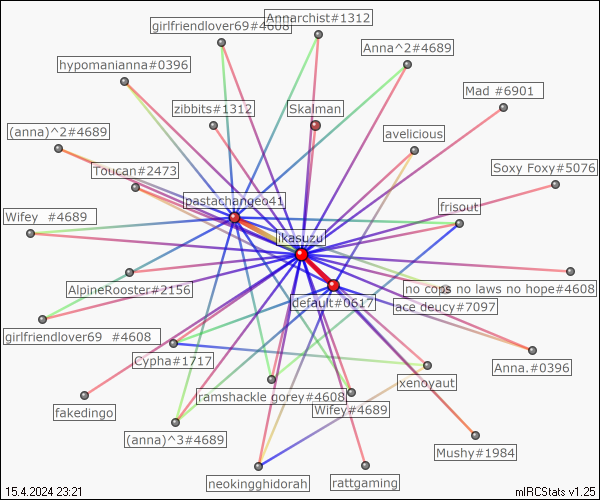 girlfriendlover69#4608
Annarchist#1312
Anna^2#4689
hypomanianna#0396
Mad #6901
zibbits#1312
Skalman
(anna)^2#4689
avelicious
Toucan#2473
Soxy Foxy#5076
pastachangeo41
frisout
Wifey #4689
ikasuzu
AlpineRooster#2156
no cops no laws no hope#4608
default#0617
ace_deucy#7097
girlfriendlover69 #4608
Cypha#1717
Anna.#0396
xenoyaut
ramshackle gorey#4608
fakedingo
Wifey#4689
(anna)^3#4689
Mushy#1984
neokingghidorah
rattgaming
15.4.2024 23:21
mIRCStats v1.25